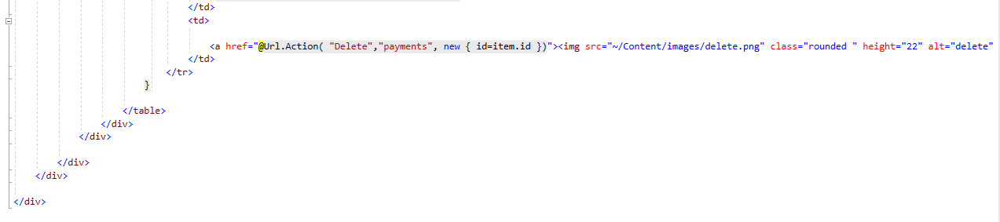 </td>
<td>
<a href="@Url.Action( "Delete","payments", new { id=item.id })"><img src="~/Content/images/delete.png" class="rounded " height="22" alt="delete"
</td>
</tr>
}
</table>
</div>
</div>
</div>
</div>
</div>